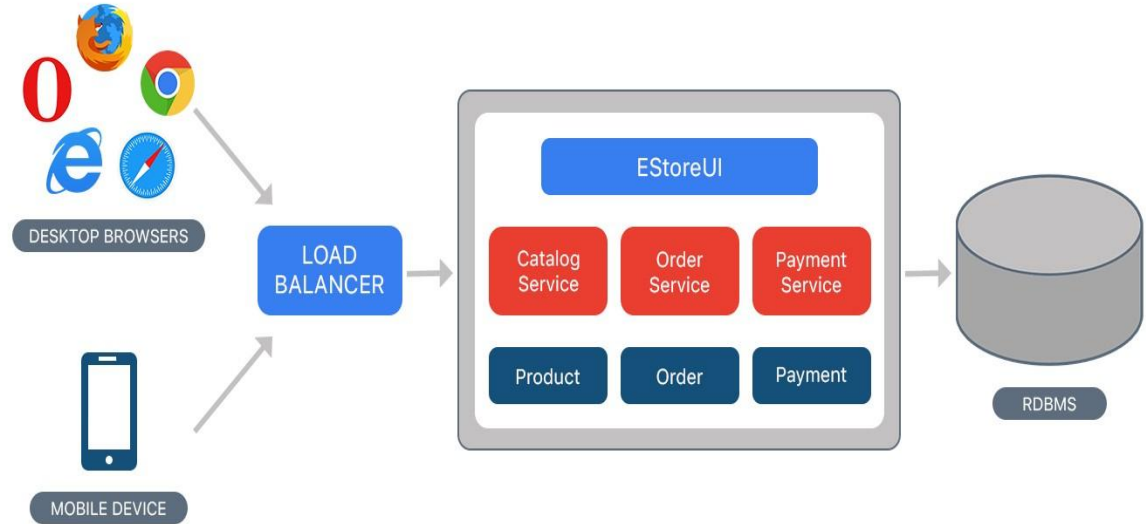 DESKTOP BROWSERS
MOBILE DEVICE
LOAD
BALANCER
EStoreUI
Catalog
Service
Order
Service
Payment
Service
Product
Order
Payment
RDBMS